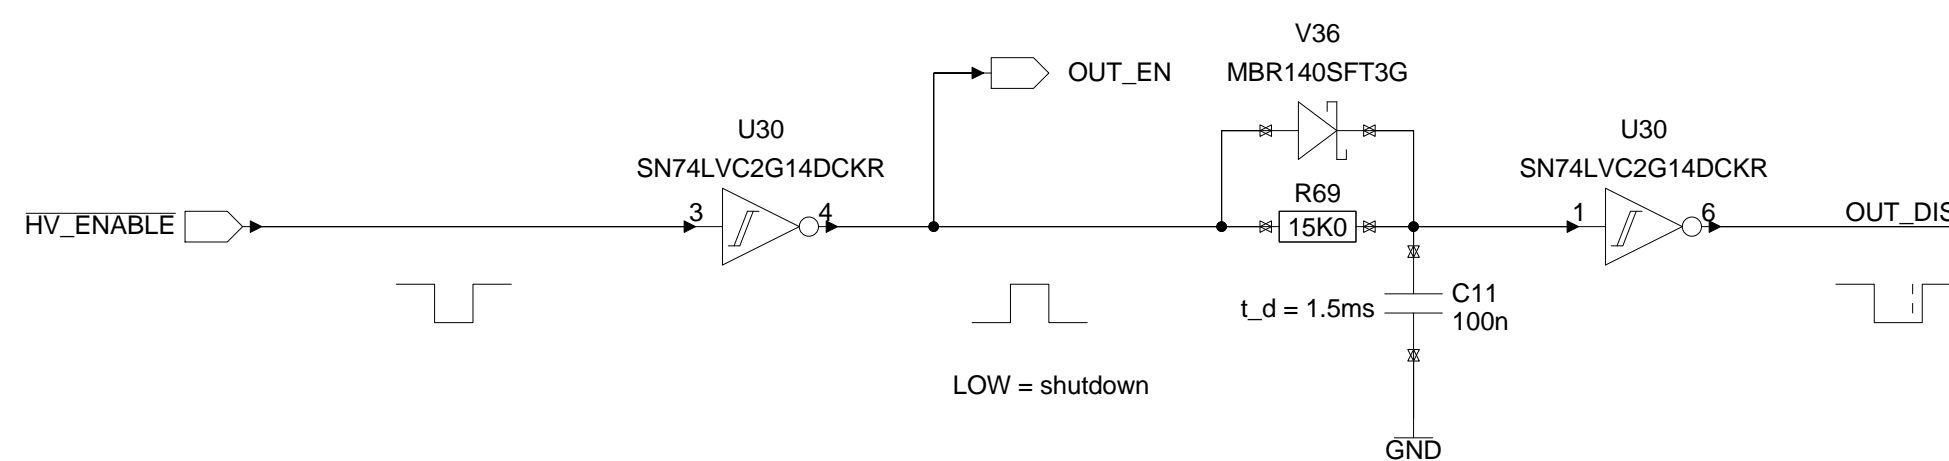 V36
MBR140SFT3G
OUT_EN
U30
SN74LVC2G14DCKR
U30
SN74LVC2G14DCKR
R69
15K0
HV_ENABLE
3
4
1
6
OUT_DIS
t_d = 1.5ms
C11
100n
LOW = shutdown
GND